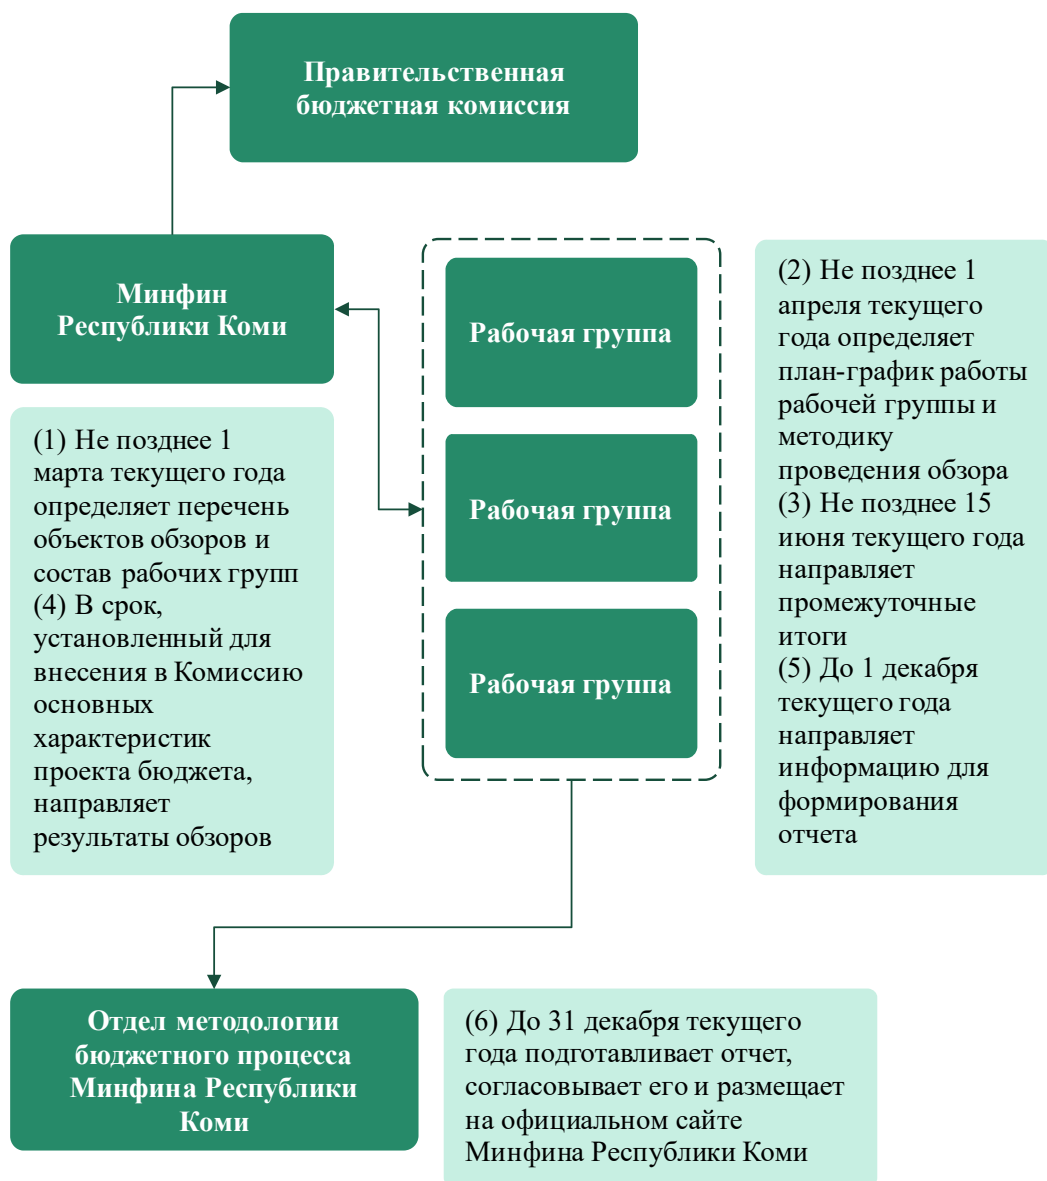 Правительственная
бюджетная комиссия
Минфин
Республики Коми
(1) Не позднее 1
марта текущего года
определяет перечень
объектов обзоров и
состав рабочих групп
(4) В срок,
установленный для
внесения в Комиссию
основных
характеристик
проекта бюджета,
направляет
результаты обзоров
Рабочая группа
Рабочая группа
Рабочая группа
(2) Не позднее 1
апреля текущего
года определяет
план-график работы
рабочей группы и
методику
проведения обзора
(3) Не позднее 15
июня текущего года
направляет
промежуточные
итоги
(5) До 1 декабря
текущего года
направляет
информацию для
формирования
отчета
Отдел методологии
бюджетного процесса
Минфина Республики
Коми
(6) До 31 декабря текущего
года подготавливает отчет,
согласовывает его и размещает
на официальном сайте
Минфина Республики Коми